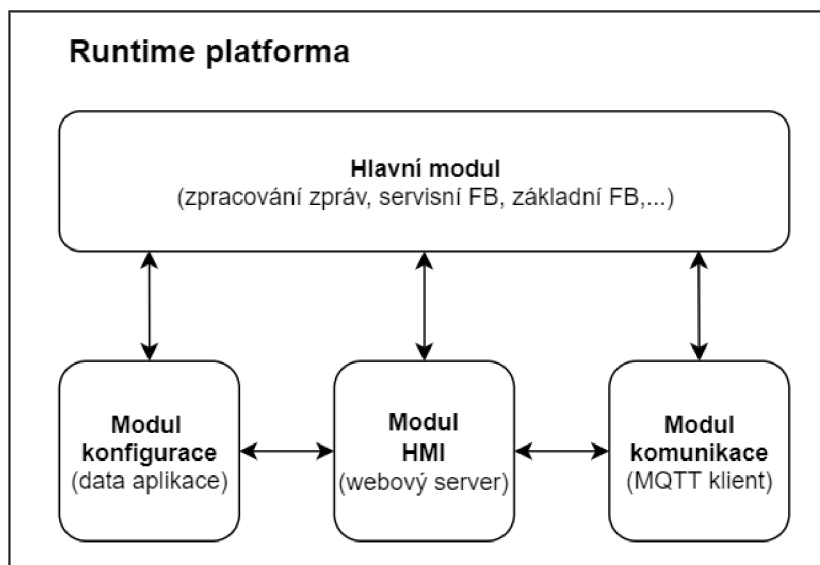 Runtime platforma
Hlavní modul
(zpracování zpráv, servisní FB, základní FB,...)
Modul
konfigurace
(data aplikace)
Modul
HMI
(webový server)
Modul
komunikace
(MQTT klient)